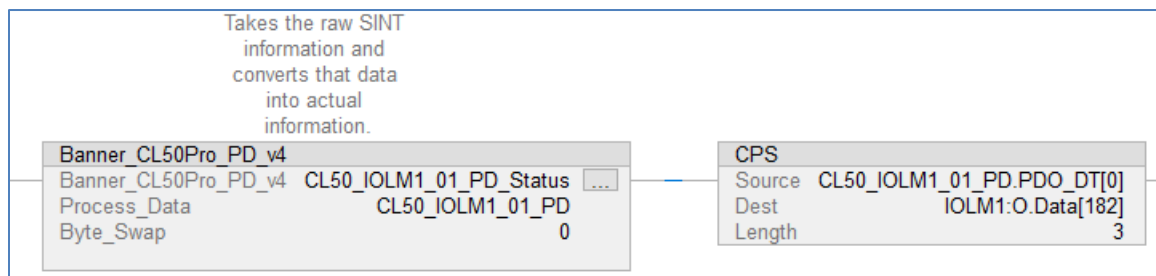 Takes the raw SINT
information and
converts that data
into actual
information.
Banner_CL50Pro_PD_v4
Banner_CL50Pro_PD_v4 CL50_IOLM1_01_PD_Status ...
Process_Data CL50_IOLM1_01_PD
Byte_Swap 0
CPS
Source CL50_IOLM1_01_PD.PDO_DT[0]
Dest IOLM1:O.Data[182]
Length 3